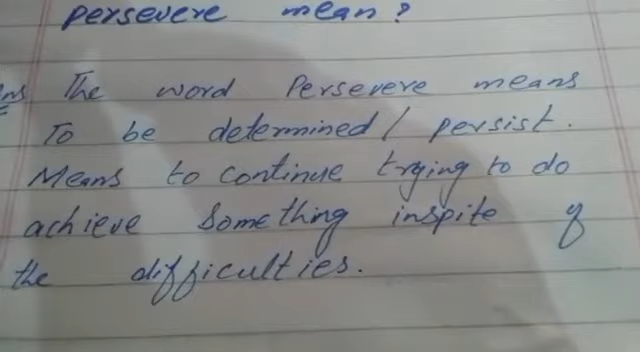 persevere mean?
Ans The word Persevere means
To be determined/ persist.
Means to continue trying to do
achieve something inspite of
the difficulties.